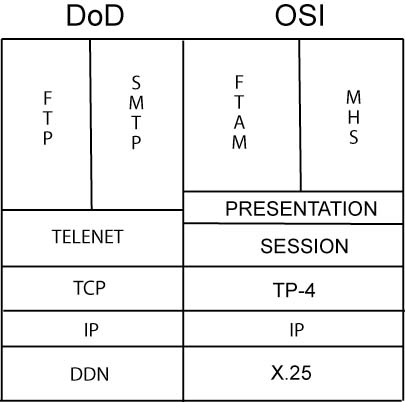 DoD OSI
FTP SMTP FTAM MHS
PRESENTATION
TELENET
SESSION
TCP TP-4
IP IP
DDN X.25